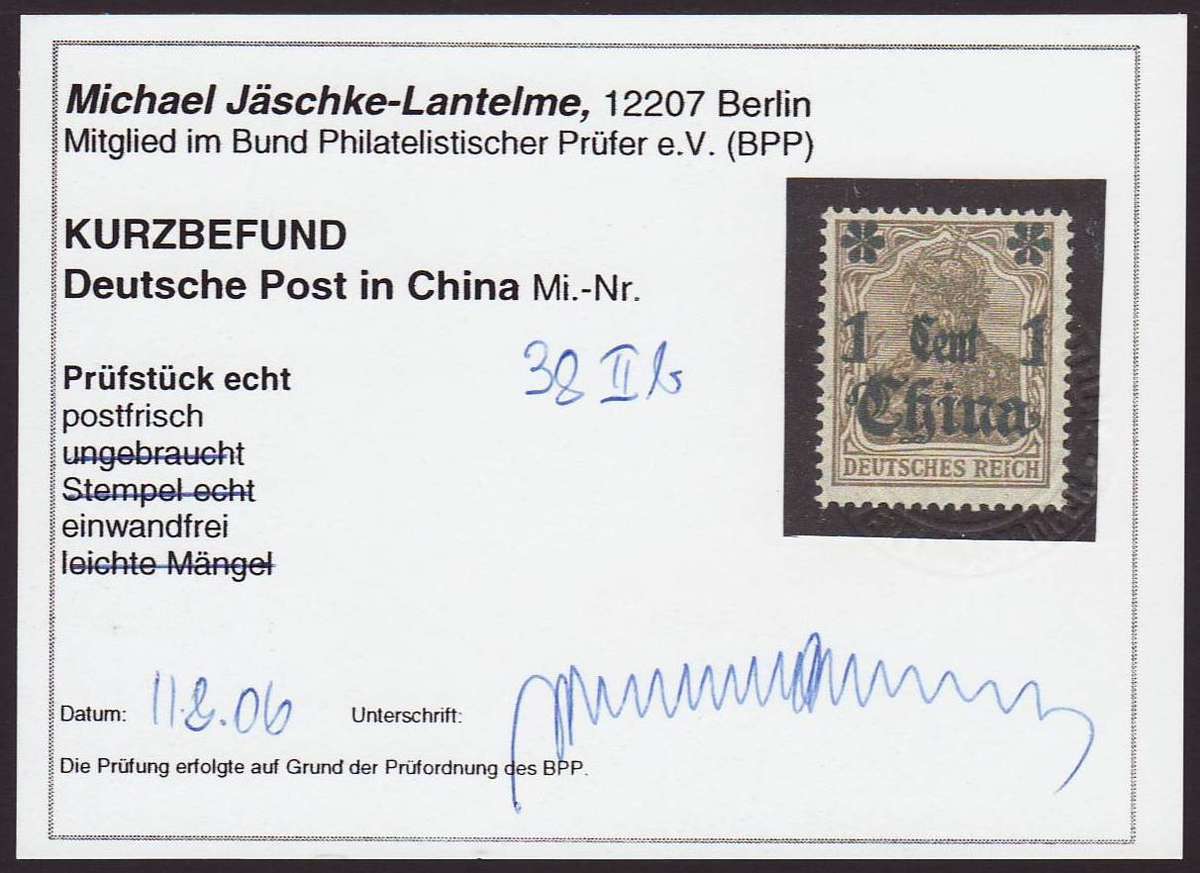 Michael Jäschke-Lantelme, 12207 Berlin
Mitglied im Bund Philatelistischer Prüfer e.V. (BPP)
KURZBEFUND
Deutsche Post in China Mi.-Nr.
38 II b
Prüfstück echt
postfrisch
ungebraucht
Stempel echt
einwandfrei
leichte Mängel
1 Cent 1
China
DEUTSCHES REICH
Datum: 11.8.06 Unterschrift:
Die Prüfung erfolgte auf Grund der Prüfordnung des BPP.